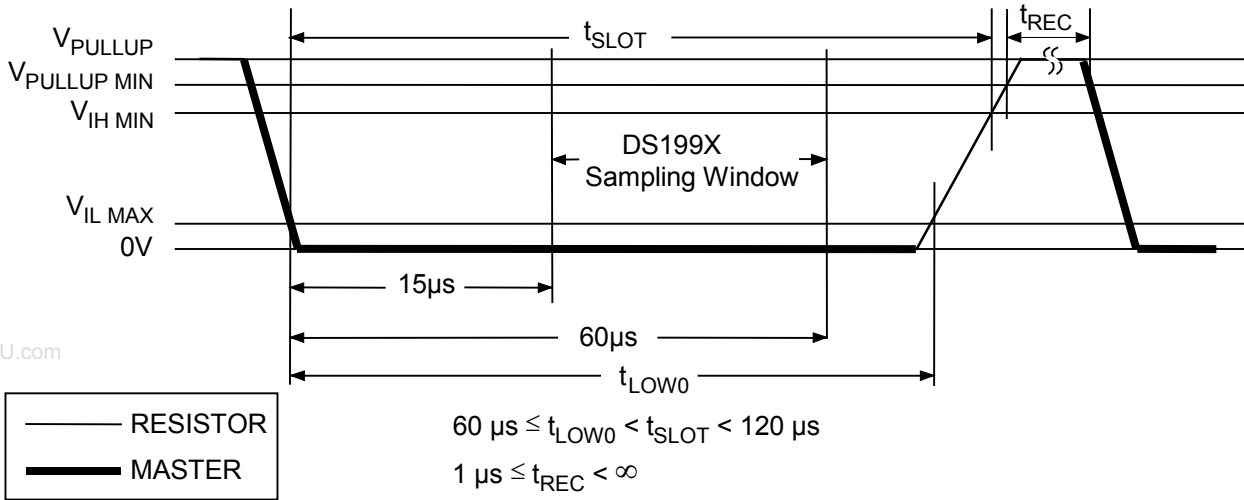 V_PULLUP
V_PULLUP MIN
V_IH MIN
V_IL MAX
0V
t_SLOT
t_REC
DS199X
Sampling Window
15µs
60µs
t_LOW0
U.com
RESISTOR
MASTER
60 µs ≤ t_LOW0 < t_SLOT < 120 µs
1 µs ≤ t_REC < ∞